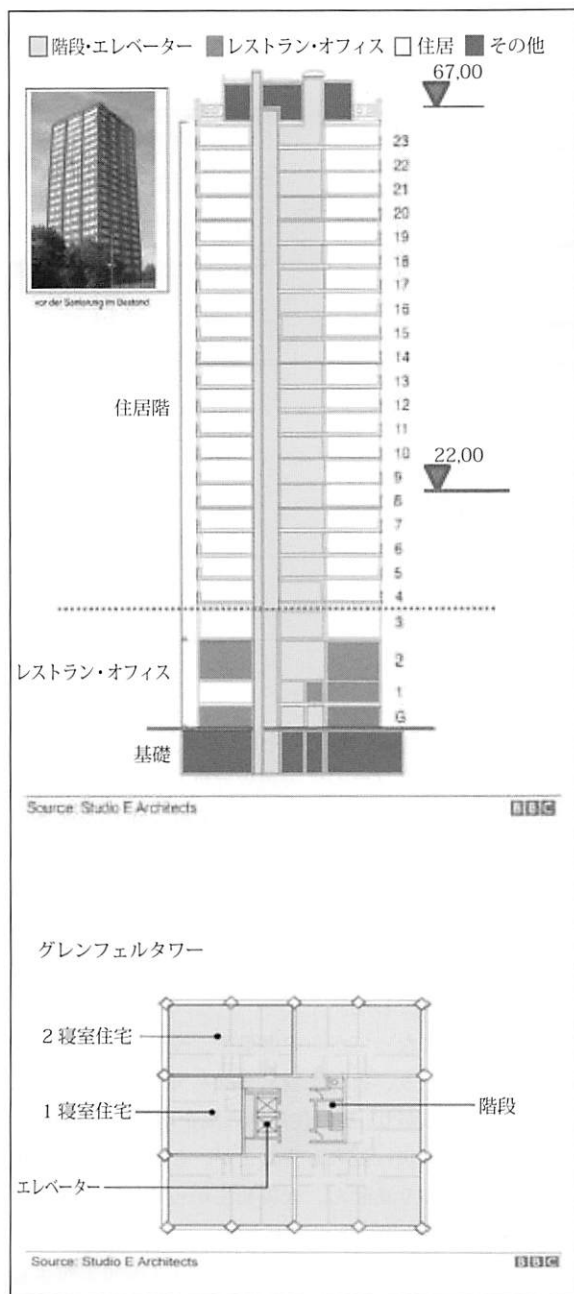 階段・エレベーター レストラン・オフィス 住居 その他
67,00
vor der Sanierung im Bestand
23
22
21
20
19
18
17
16
15
14
13
12
11
10
9
8
7
6
5
4
3
2
1
G
住居階
22,00
レストラン・オフィス
基礎
Source: Studio E Architects
BBC
グレンフェルタワー
2 寝室住宅
1 寝室住宅
階段
エレベーター
Source: Studio E Architects
BBC